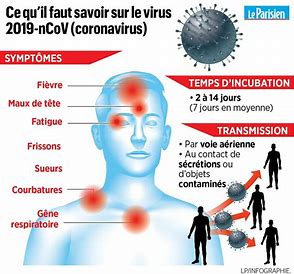 Ce qu'il faut savoir sur le virus
2019-nCoV (coronavirus)
Le Parisien
SYMPTÔMES
Fièvre
Maux de tête
Fatigue
Frissons
Sueurs
Courbatures
Gêne
respiratoire
TEMPS D'INCUBATION
• 2 à 14 jours
(7 jours en moyenne)
TRANSMISSION
• Par voie aérienne
• Au contact de
sécrétions ou
d'objets
contaminés
LP/INFOGRAPHIE.